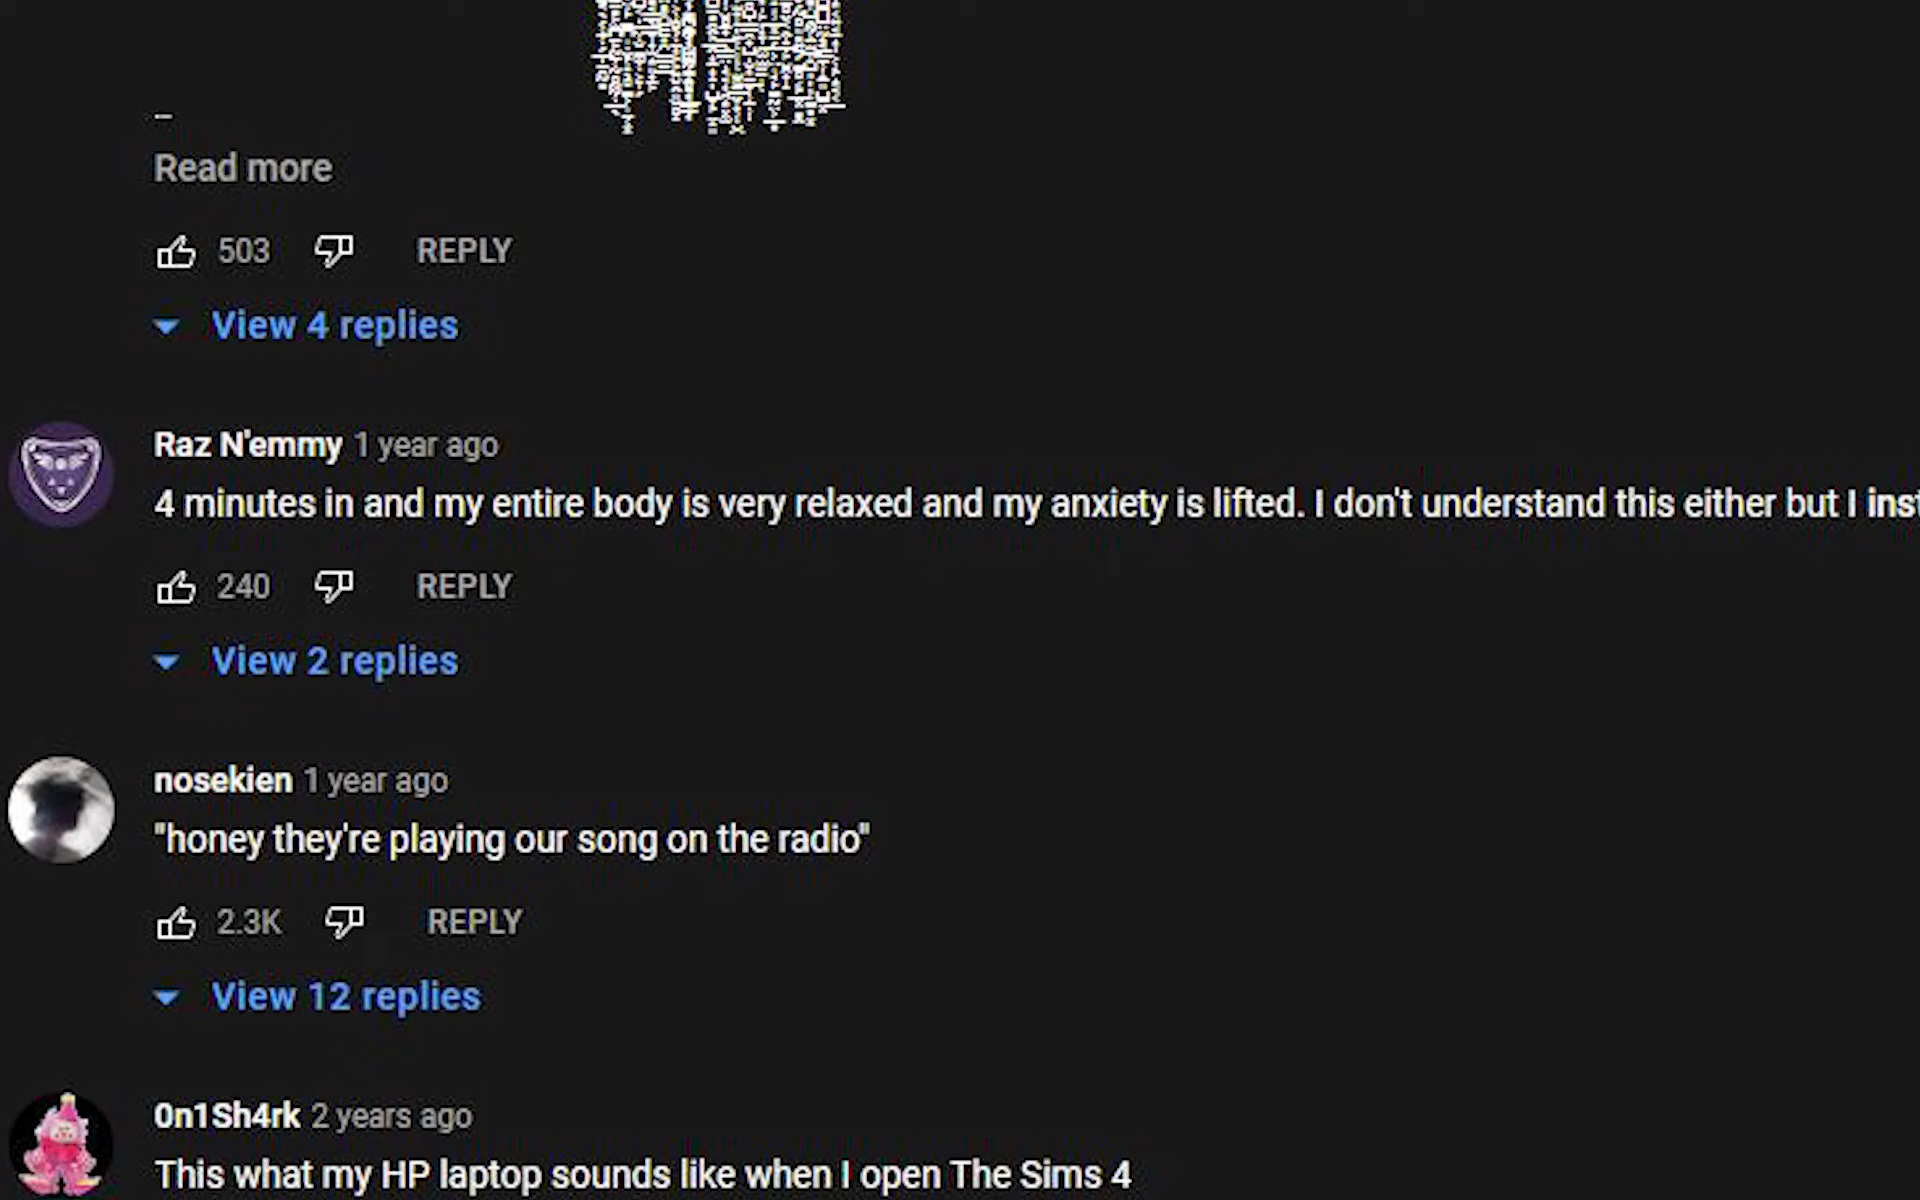 Read more
503 REPLY
View 4 replies
Raz N'emmy 1 year ago
4 minutes in and my entire body is very relaxed and my anxiety is lifted. I don't understand this either but I
240 REPLY
View 2 replies
nosekien 1 year ago
"honey they're playing our song on the radio"
2.3K REPLY
View 12 replies
0n1Sh4rk 2 years ago
This what my HP laptop sounds like when I open The Sims 4